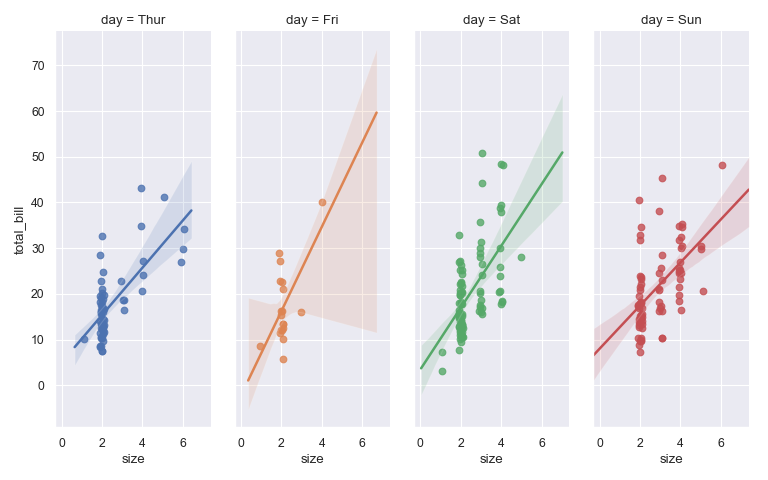 day = Thur
day = Fri
day = Sat
day = Sun
total_bill
70
60
50
40
30
20
10
0
0 2 4 6
0 2 4 6
0 2 4 6
0 2 4 6
size
size
size
size